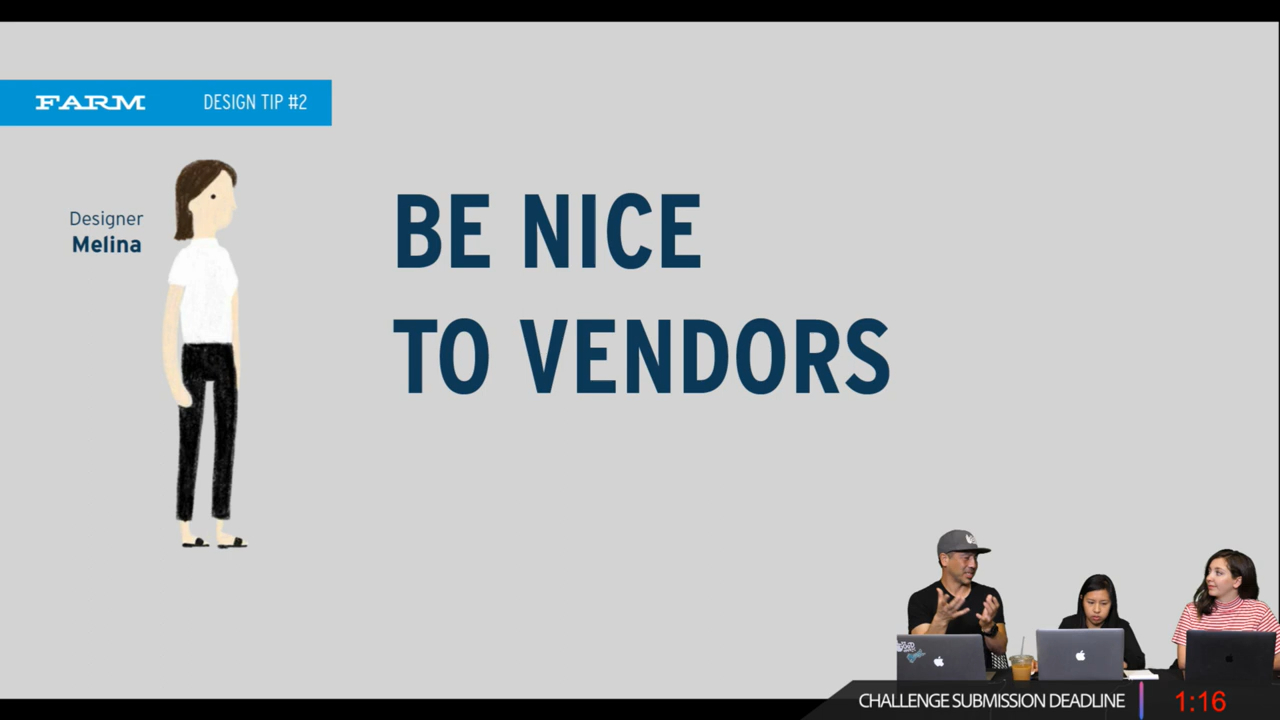 FARM
DESIGN TIP #2
Designer
Melina
BE NICE
TO VENDORS
CHALLENGE SUBMISSION DEADLINE
1:16